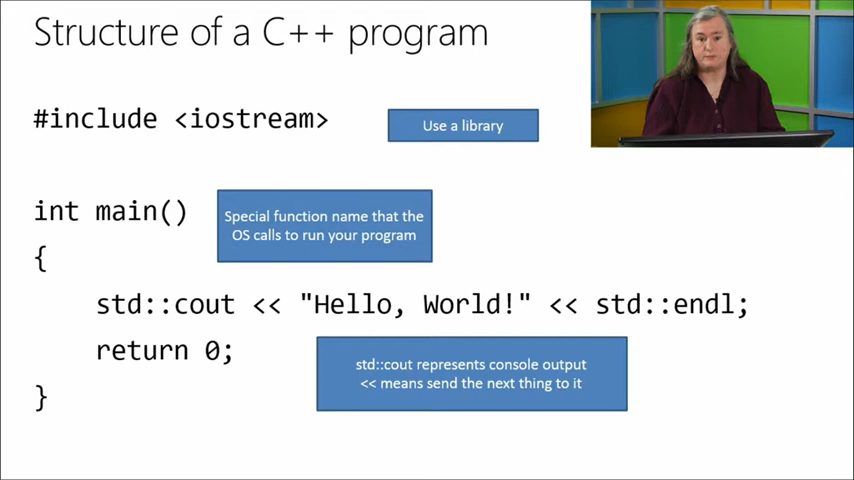 Structure of a C++ program
#include <iostream>
Use a library
int main()
Special function name that the
OS calls to run your program
{
std::cout << "Hello, World!" << std::endl;
return 0;
std::cout represents console output
<< means send the next thing to it
}